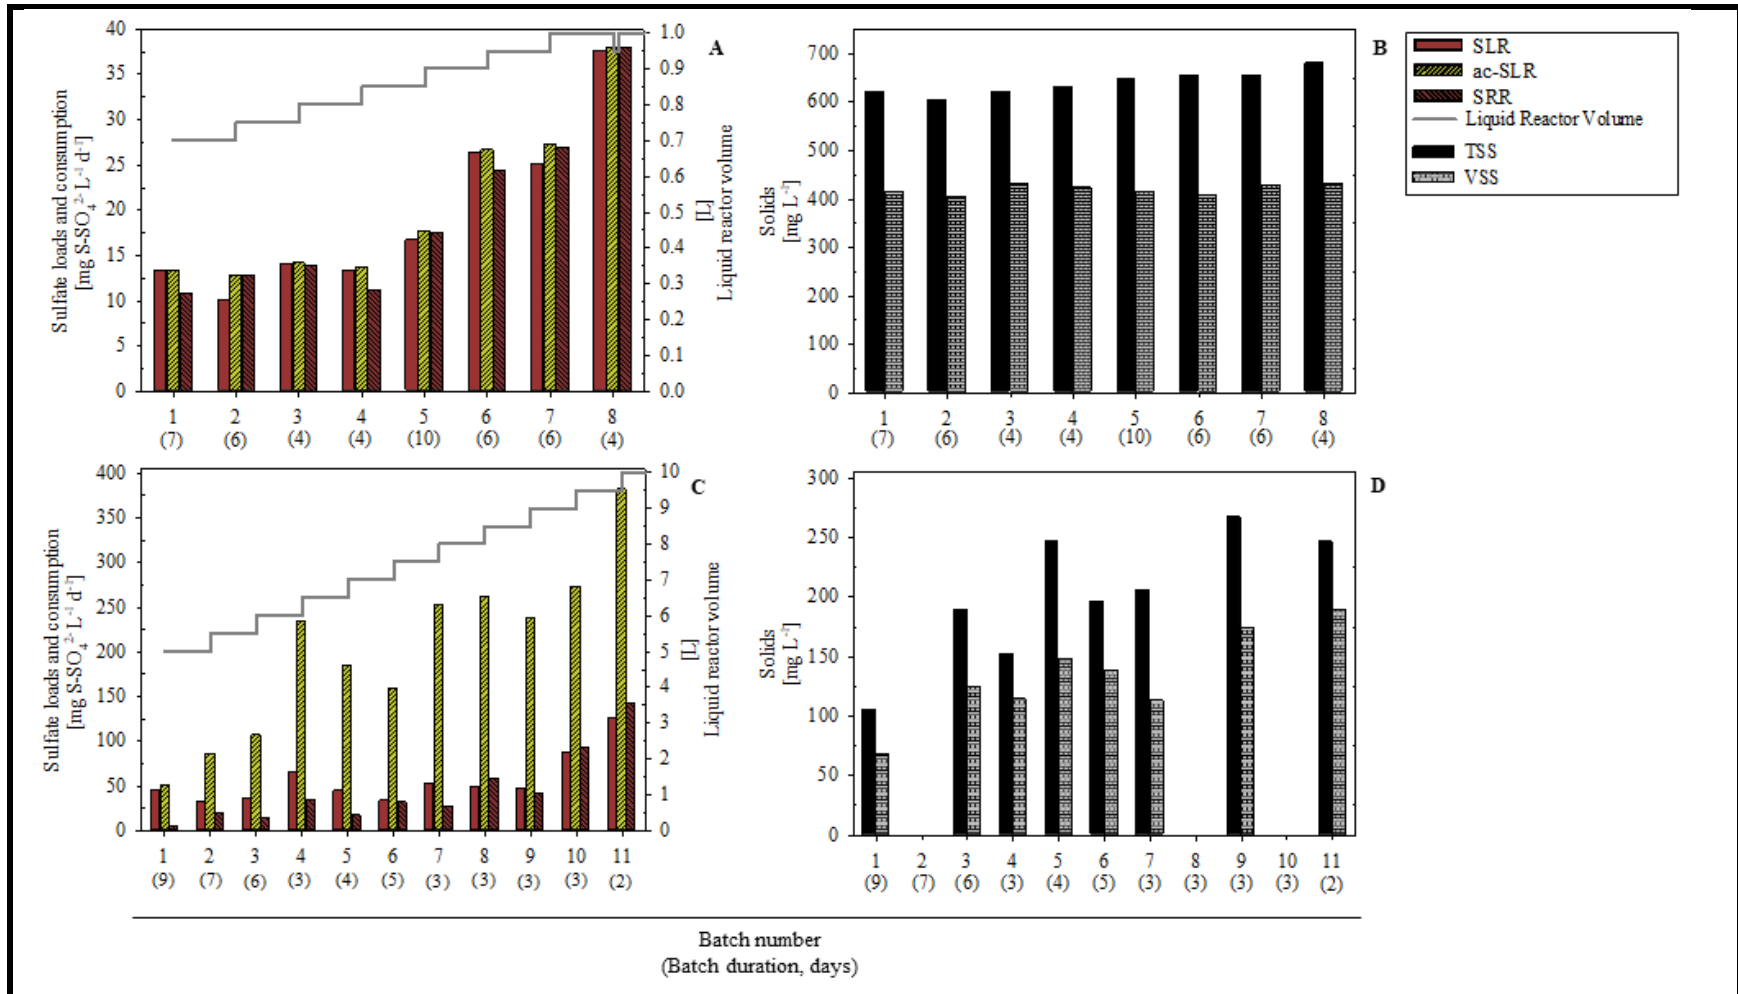 A
Sulfate loads and consumption
[mg S-SO4 2- L-1 d-1]
40
35
30
25
20
15
10
5
0
1.0
0.9
0.8
0.7
0.6
0.5
0.4
0.3
0.2
0.1
0.0
[L]
Liquid reactor volume
1 2 3 4 5 6 7 8
(7) (6) (4) (4) (10) (6) (6) (4)
B
Solids
[mg L-1]
700
600
500
400
300
200
100
0
1 2 3 4 5 6 7 8
(7) (6) (4) (4) (10) (6) (6) (4)
SLR
ac-SLR
SRR
Liquid Reactor Volume
TSS
VSS
C
Sulfate loads and consumption
[mg S-SO4 2- L-1 d-1]
400
350
300
250
200
150
100
50
0
10
9
8
7
6
5
4
3
2
1
0
[L]
Liquid reactor volume
1 2 3 4 5 6 7 8 9 10 11
(9) (7) (6) (3) (4) (5) (3) (3) (3) (3) (2)
D
Solids
[mg L-1]
300
250
200
150
100
50
0
1 2 3 4 5 6 7 8 9 10 11
(9) (7) (6) (3) (4) (5) (3) (3) (3) (3) (2)
Batch number
(Batch duration, days)